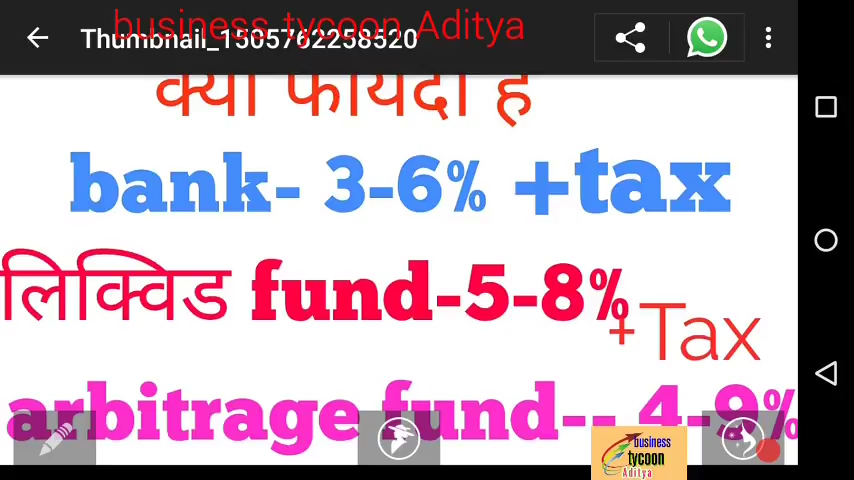 business tycoon Aditya
Thumbnail_1505762258520
क्या फायदा है
bank- 3-6% +tax
लिक्विड fund-5-8%
+Tax
arbitrage fund-- 4-9%
business
tycoon
Aditya